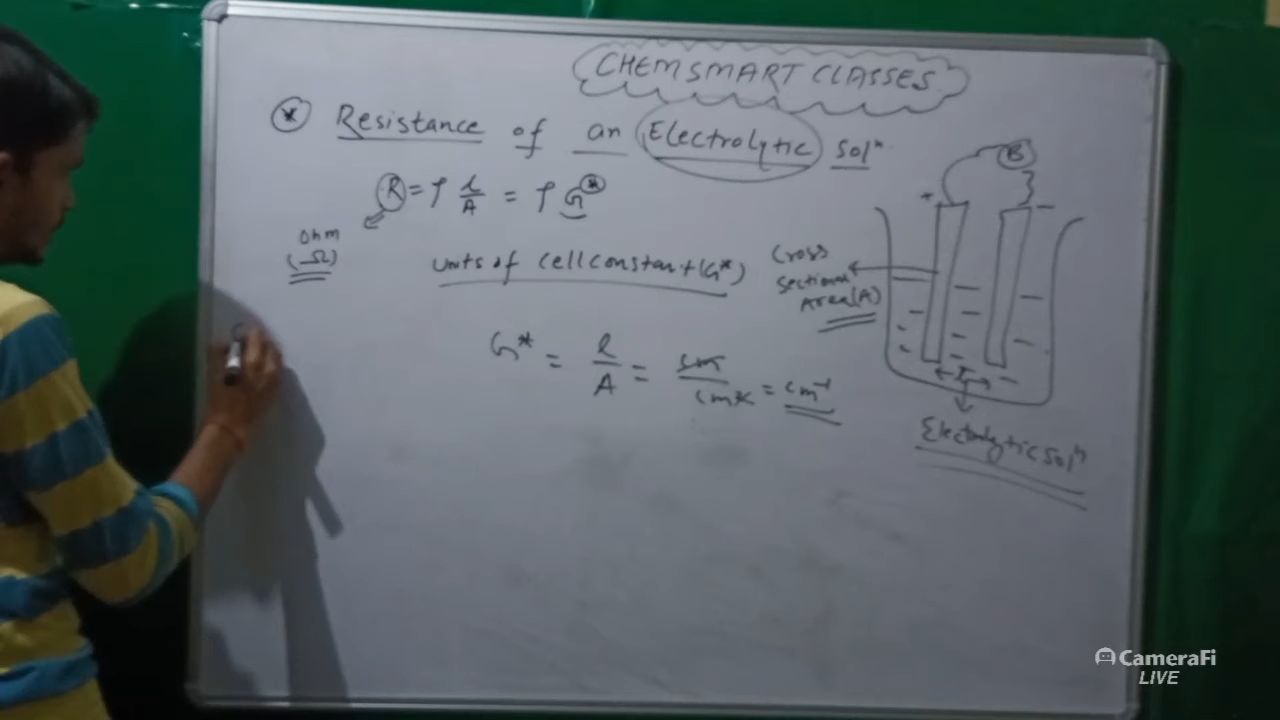 CHEMSMART CLASSES
* Resistance of an Electrolytic solⁿ.
R = ρ l/A = ρ G*
Ohm
(Ω)
units of cell constant (G*)
G* = l/A = cm/cm² = cm⁻¹
B
+ −
Cross
Sectional
Area (A)
l
Electrolytic solⁿ
CameraFi
LIVE